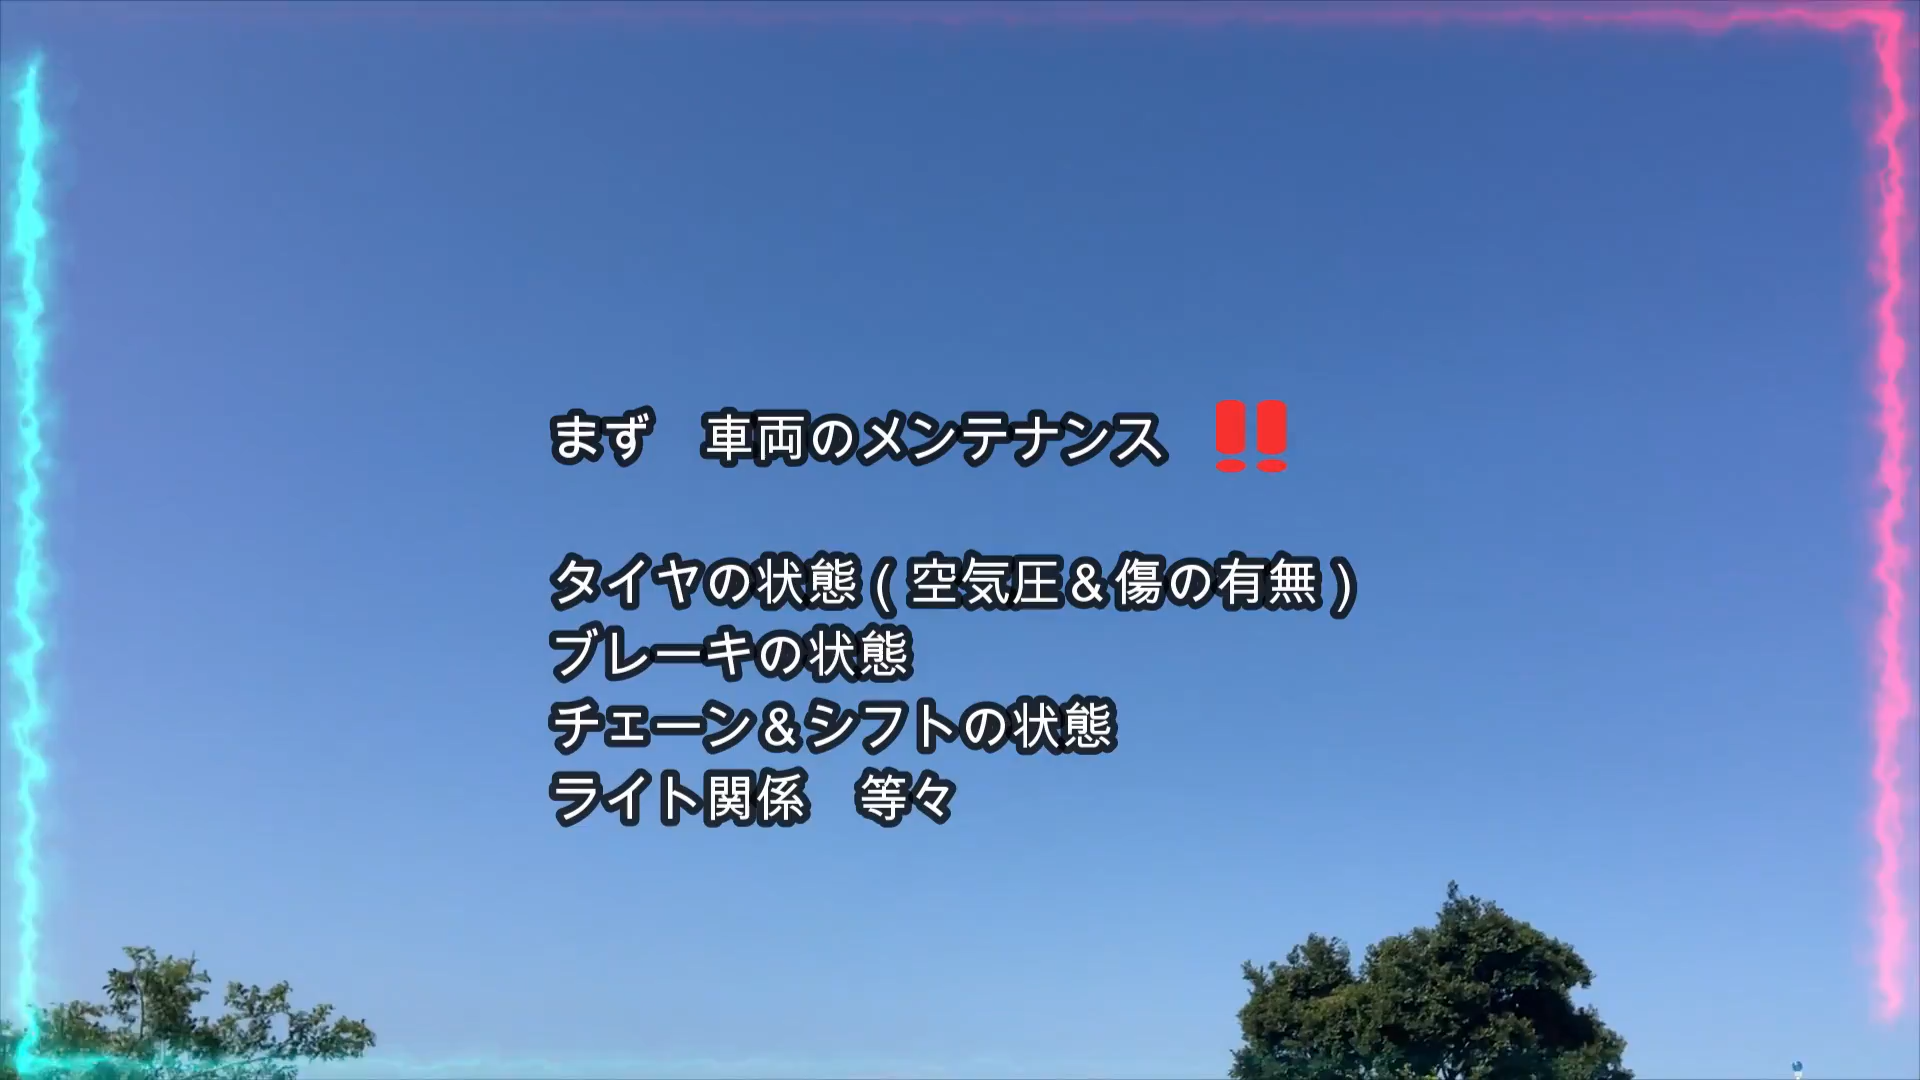 まず　車両のメンテナンス　‼
タイヤの状態 ( 空気圧＆傷の有無 )
ブレーキの状態
チェーン＆シフトの状態
ライト関係　等々